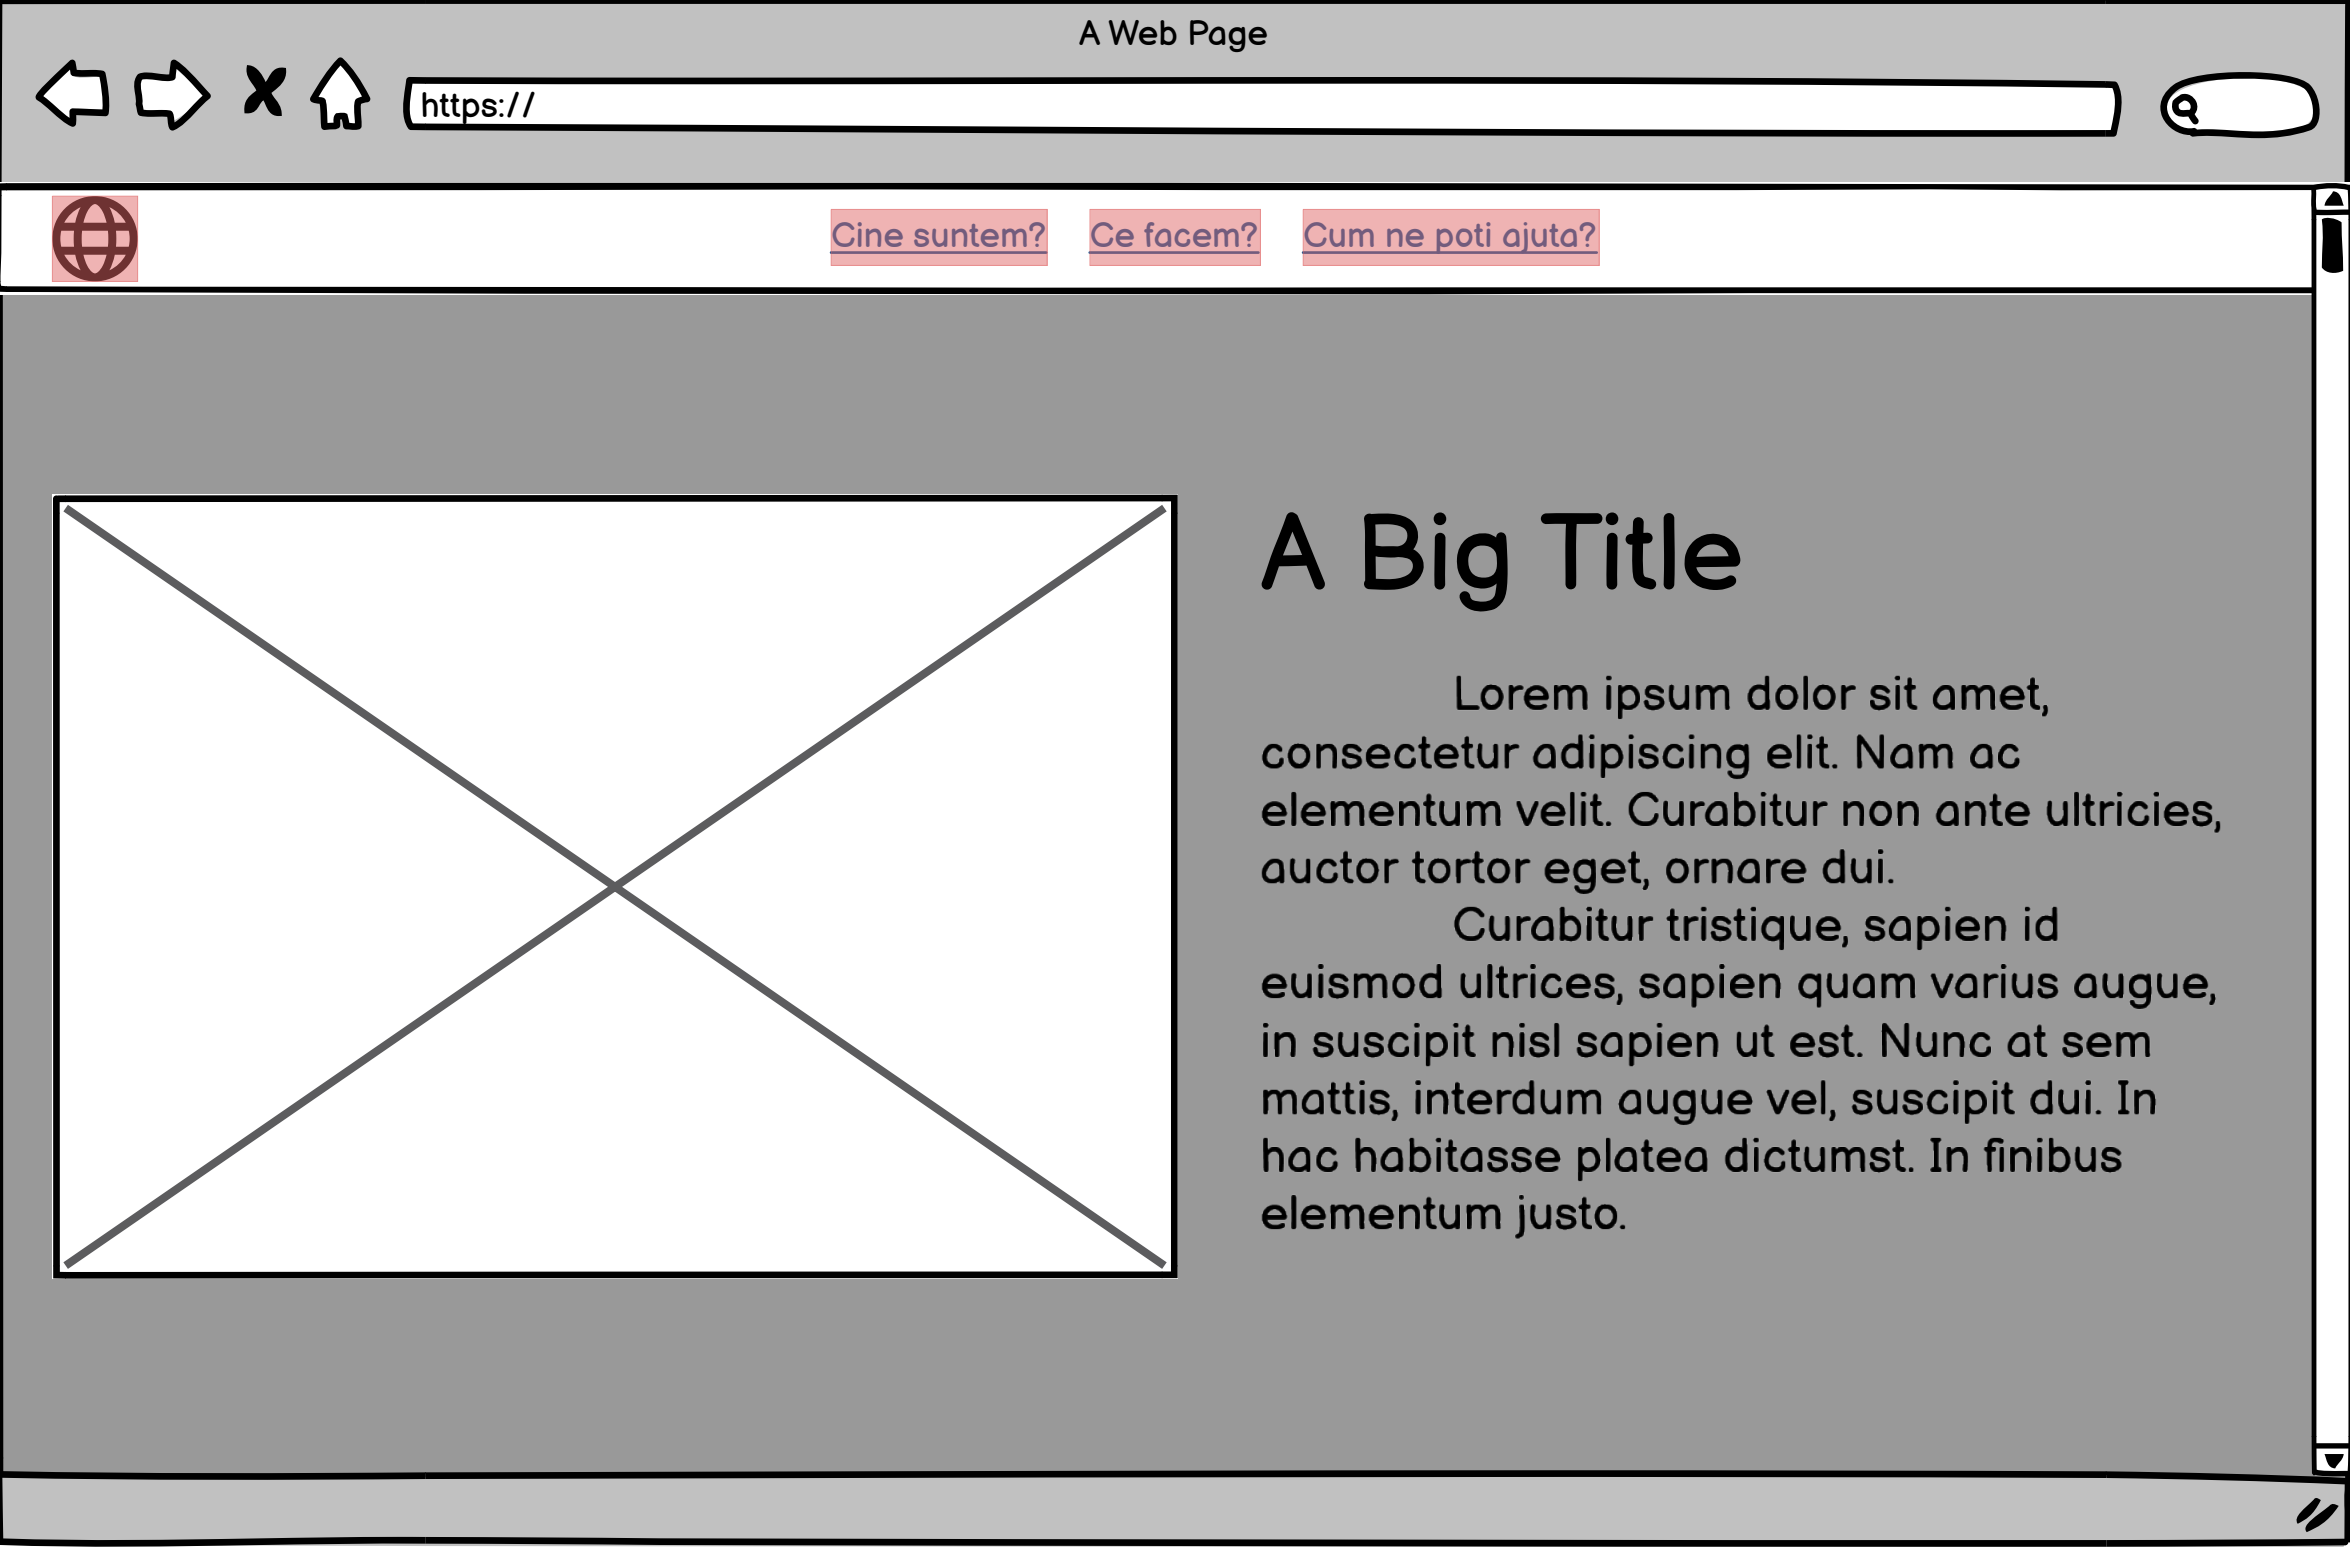 A Web Page
https://
Cine suntem? Ce facem? Cum ne poti ajuta?
A Big Title
Lorem ipsum dolor sit amet,
consectetur adipiscing elit. Nam ac
elementum velit. Curabitur non ante ultricies,
auctor tortor eget, ornare dui.
Curabitur tristique, sapien id
euismod ultrices, sapien quam varius augue,
in suscipit nisl sapien ut est. Nunc at sem
mattis, interdum augue vel, suscipit dui. In
hac habitasse platea dictumst. In finibus
elementum justo.